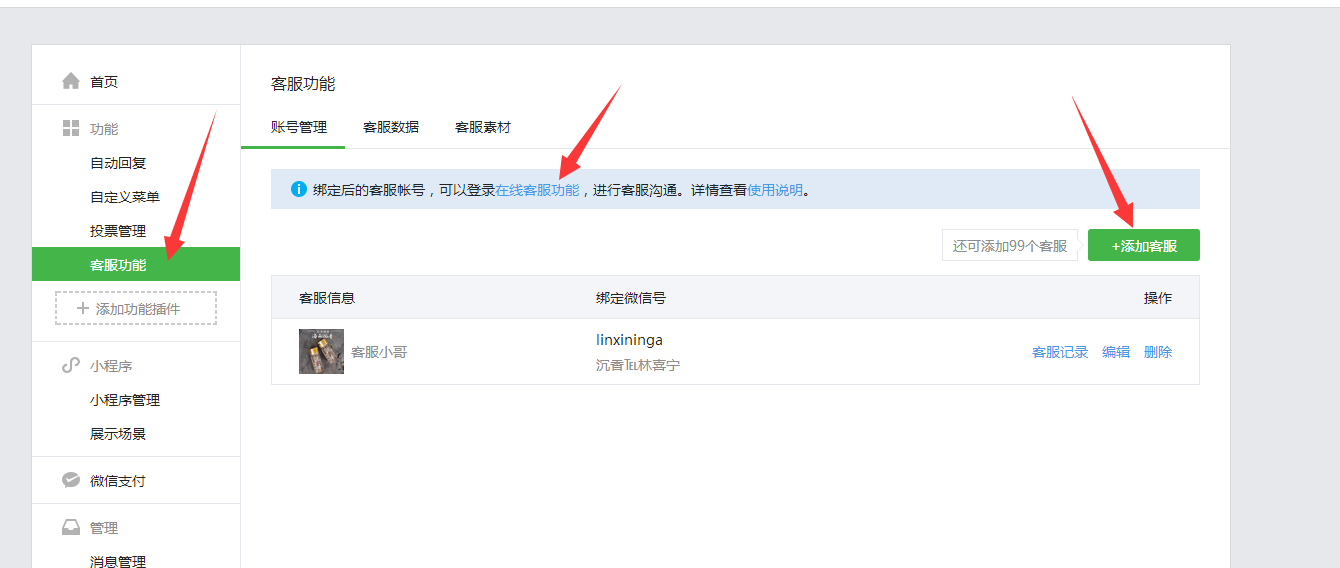 首页
功能
自动回复
自定义菜单
投票管理
客服功能
+ 添加功能插件
小程序
小程序管理
展示场景
微信支付
管理
消息管理
客服功能
账号管理 客服数据 客服素材
绑定后的客服帐号，可以登录在线客服功能，进行客服沟通。详情查看使用说明。
还可添加99个客服 +添加客服
客服信息 绑定微信号 操作
客服小哥 linxininga 客服记录 编辑 删除
沉香℡林喜宁